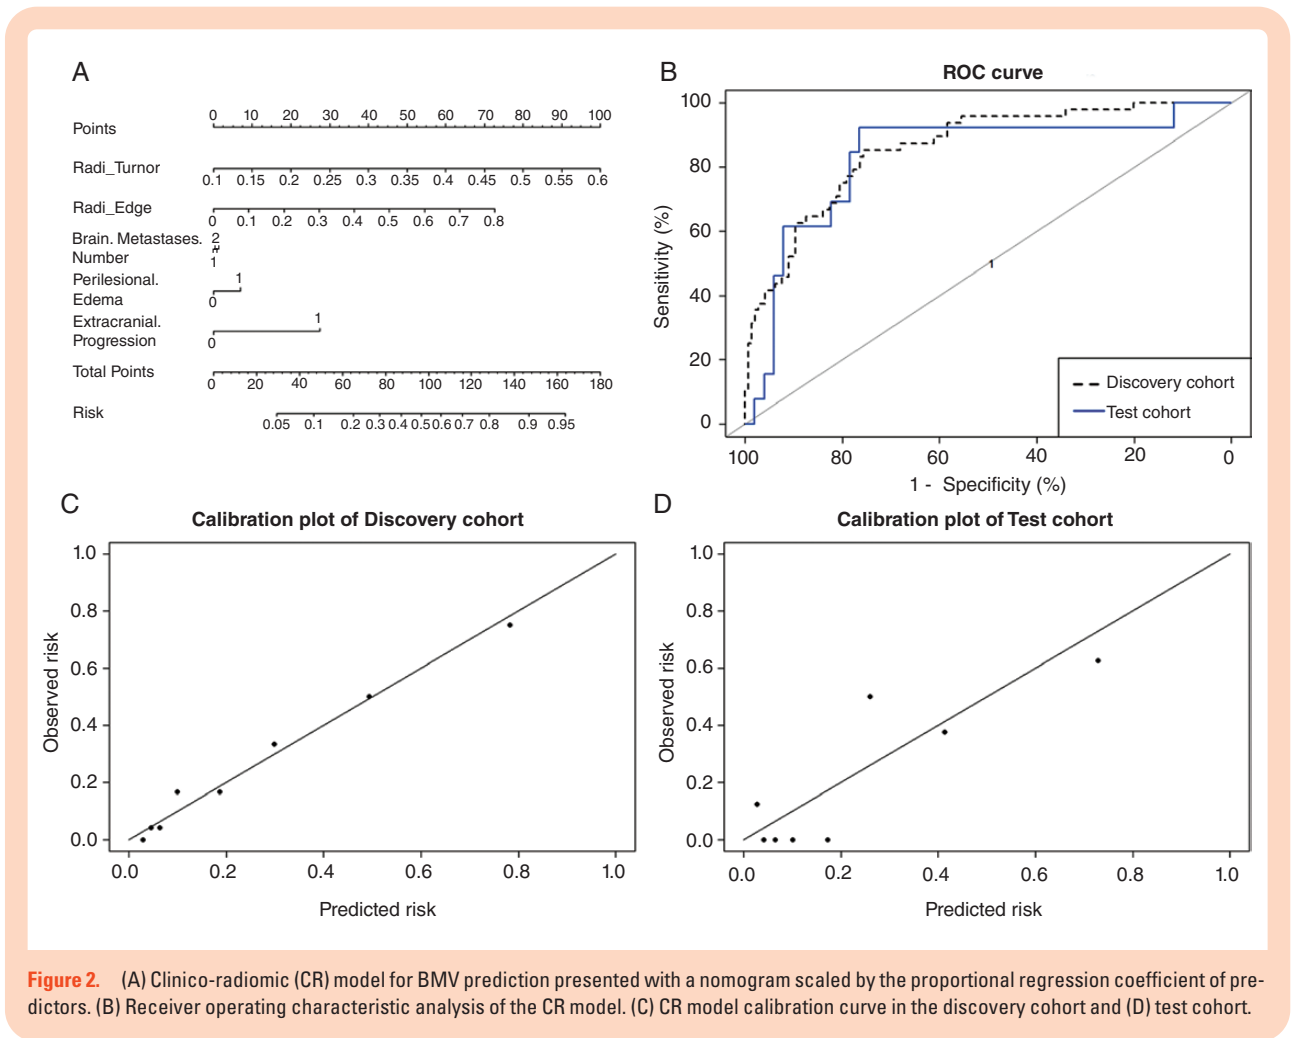 A
Points
0 10 20 30 40 50 60 70 80 90 100
Radi_Turnor
0.1 0.15 0.2 0.25 0.3 0.35 0.4 0.45 0.5 0.55 0.6
Radi_Edge
0 0.1 0.2 0.3 0.4 0.5 0.6 0.7 0.8
Brain. Metastases.
Number
2
1
Perilesional.
Edema
1
0
Extracranial.
Progression
1
0
Total Points
0 20 40 60 80 100 120 140 160 180
Risk
0.05 0.1 0.2 0.3 0.4 0.5 0.6 0.7 0.8 0.9 0.95
B
ROC curve
Sensitivity (%)
100
80
60
40
20
0
1
Discovery cohort
Test cohort
100 80 60 40 20 0
1 - Specificity (%)
C
Calibration plot of Discovery cohort
Observed risk
1.0
0.8
0.6
0.4
0.2
0.0
0.0 0.2 0.4 0.6 0.8 1.0
Predicted risk
D
Calibration plot of Test cohort
Observed risk
1.0
0.8
0.6
0.4
0.2
0.0
0.0 0.2 0.4 0.6 0.8 1.0
Predicted risk
Figure 2. (A) Clinico-radiomic (CR) model for BMV prediction presented with a nomogram scaled by the proportional regression coefficient of pre-
dictors. (B) Receiver operating characteristic analysis of the CR model. (C) CR model calibration curve in the discovery cohort and (D) test cohort.